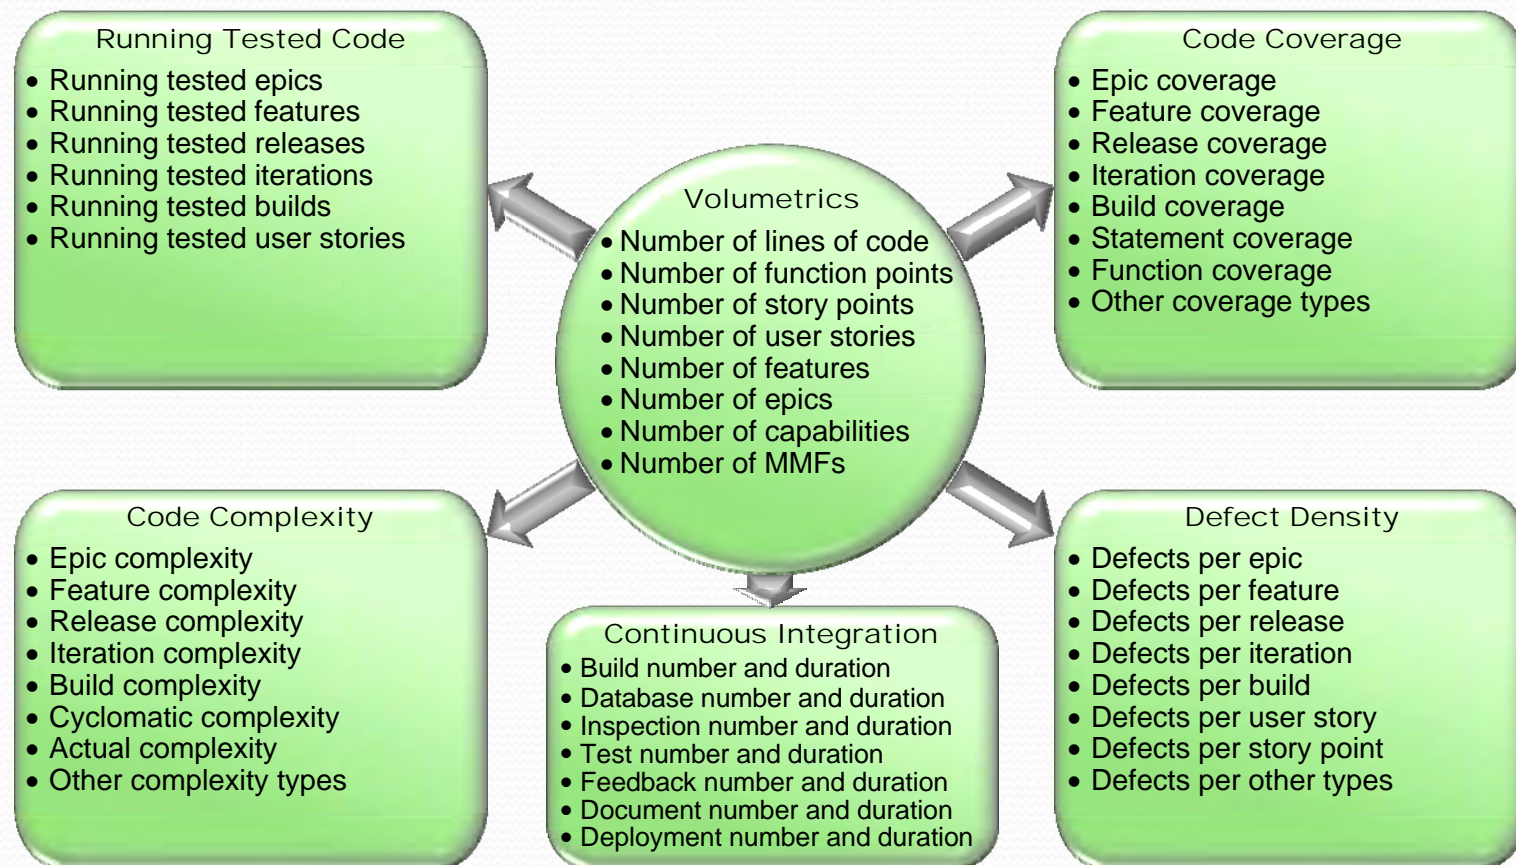 Running Tested Code
• Running tested epics
• Running tested features
• Running tested releases
• Running tested iterations
• Running tested builds
• Running tested user stories
Code Coverage
• Epic coverage
• Feature coverage
• Release coverage
• Iteration coverage
• Build coverage
• Statement coverage
• Function coverage
• Other coverage types
Volumetrics
• Number of lines of code
• Number of function points
• Number of story points
• Number of user stories
• Number of features
• Number of epics
• Number of capabilities
• Number of MMFs
Code Complexity
• Epic complexity
• Feature complexity
• Release complexity
• Iteration complexity
• Build complexity
• Cyclomatic complexity
• Actual complexity
• Other complexity types
Continuous Integration
• Build number and duration
• Database number and duration
• Inspection number and duration
• Test number and duration
• Feedback number and duration
• Document number and duration
• Deployment number and duration
Defect Density
• Defects per epic
• Defects per feature
• Defects per release
• Defects per iteration
• Defects per build
• Defects per user story
• Defects per story point
• Defects per other types